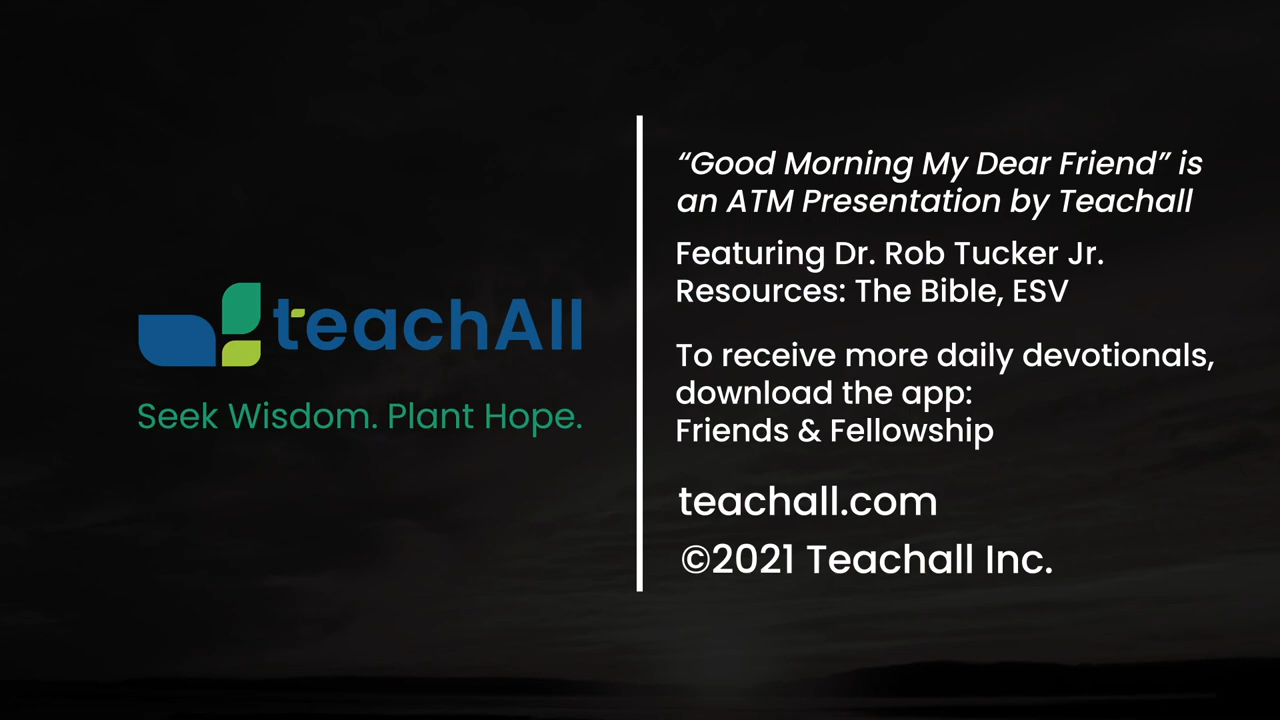 teachAll
Seek Wisdom. Plant Hope.
“Good Morning My Dear Friend” is
an ATM Presentation by Teachall
Featuring Dr. Rob Tucker Jr.
Resources: The Bible, ESV
To receive more daily devotionals,
download the app:
Friends & Fellowship
teachall.com
©2021 Teachall Inc.